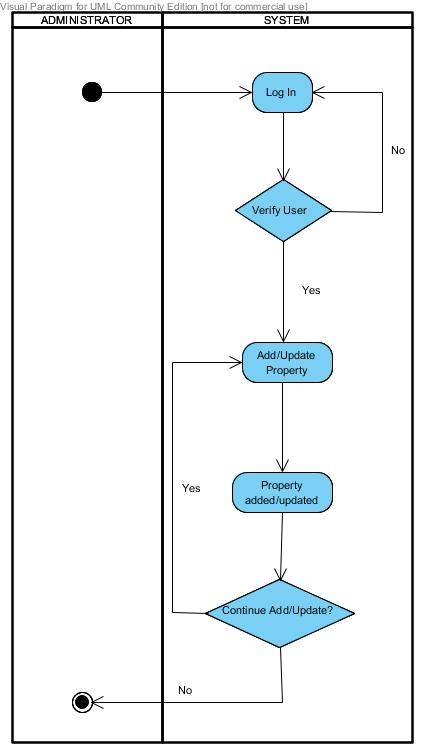 Visual Paradigm for UML Community Edition [not for commercial use]
ADMINISTRATOR
SYSTEM
Log In
No
Verify User
Yes
Add/Update
Property
Yes
Property
added/updated
Continue Add/Update?
No